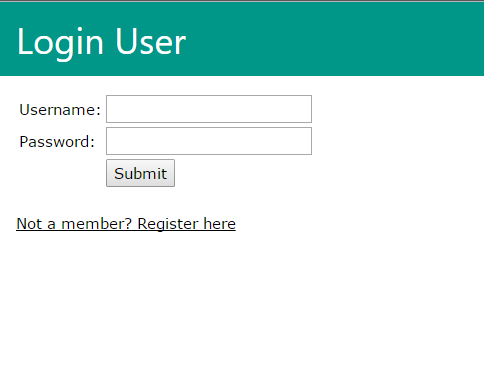 Login User
Username:
Password:
Submit
Not a member? Register here